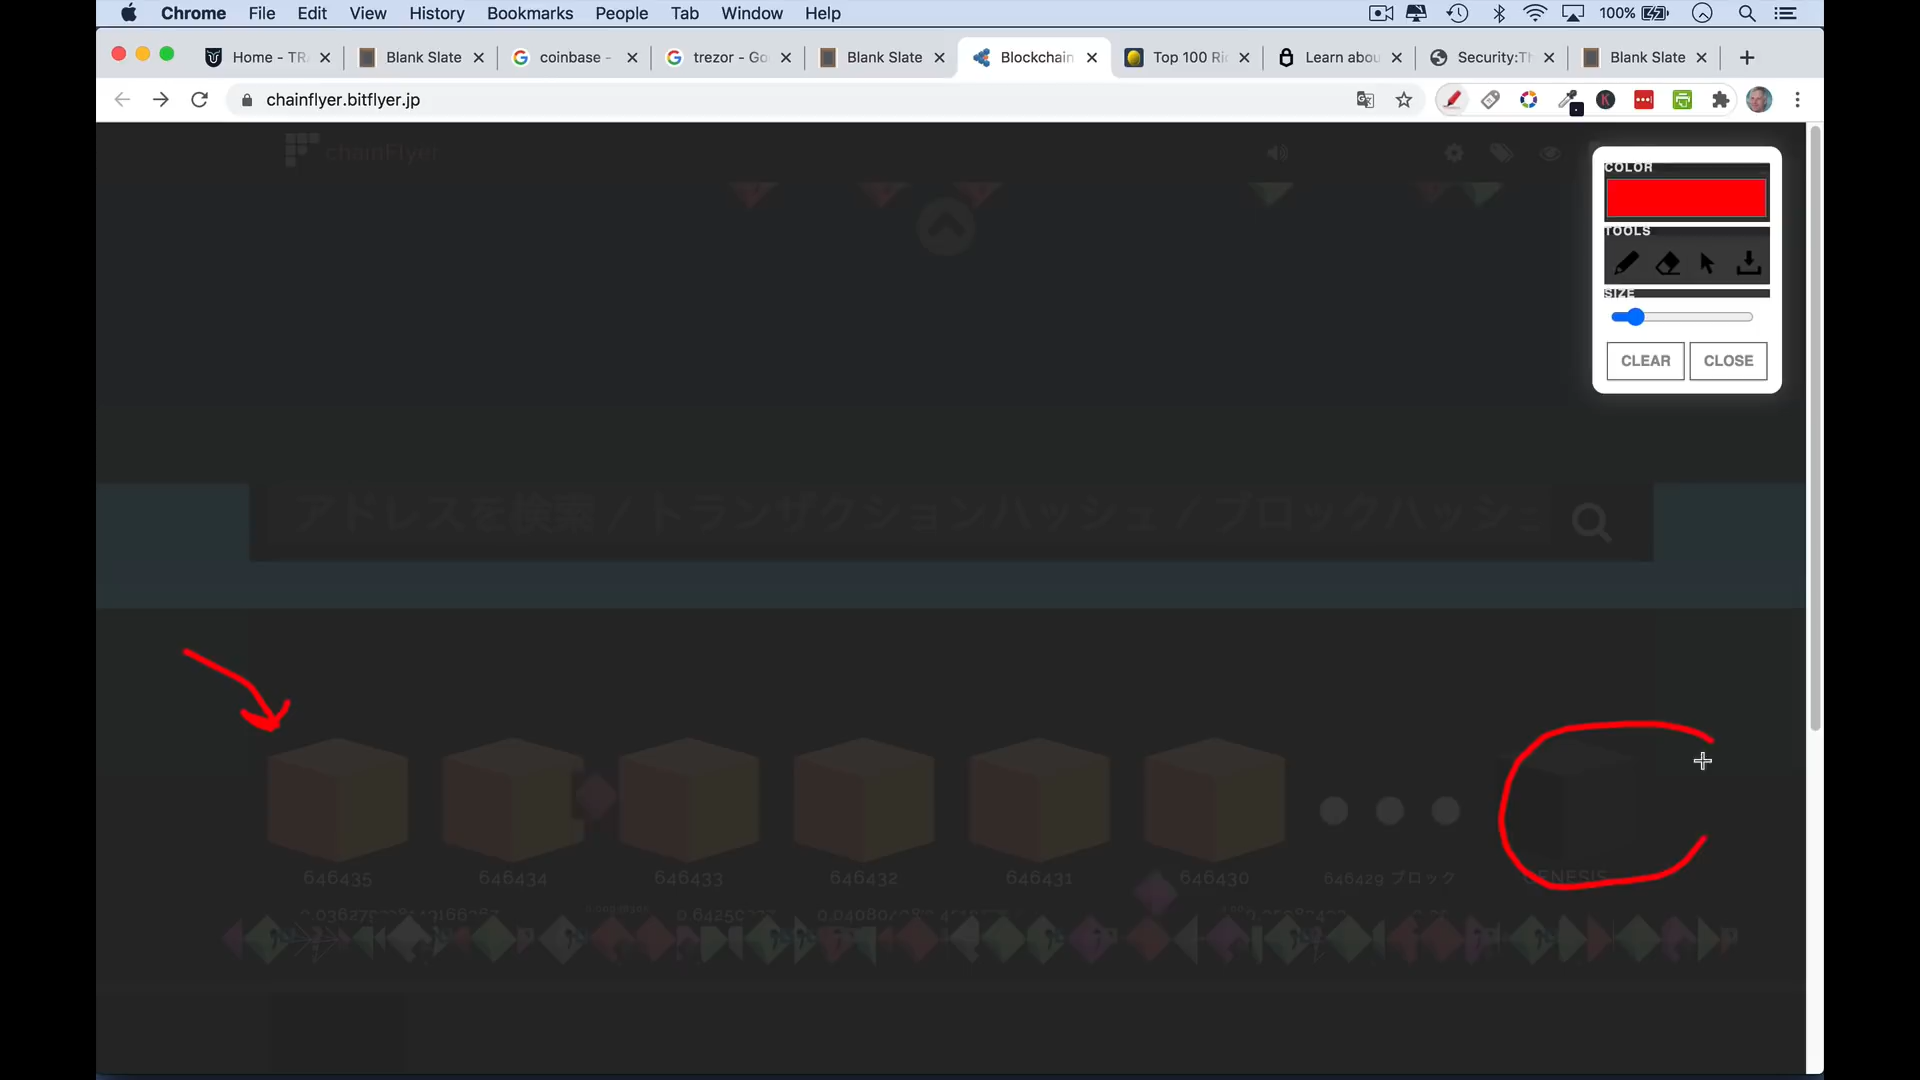 Chrome File Edit View History Bookmarks People Tab Window Help 100%
Home - TR Blank Slate coinbase - trezor - Go Blank Slate Blockchain Top 100 Ri Learn abou Security:Th Blank Slate
chainflyer.bitflyer.jp
chainFlyer
COLOR
TOOLS
SIZE
CLEAR CLOSE
アドレスを検索 / トランザクションハッシュ / ブロックハッシュ
646435 646434 646433 646432 646431 646430 646429 ブロック GENESIS